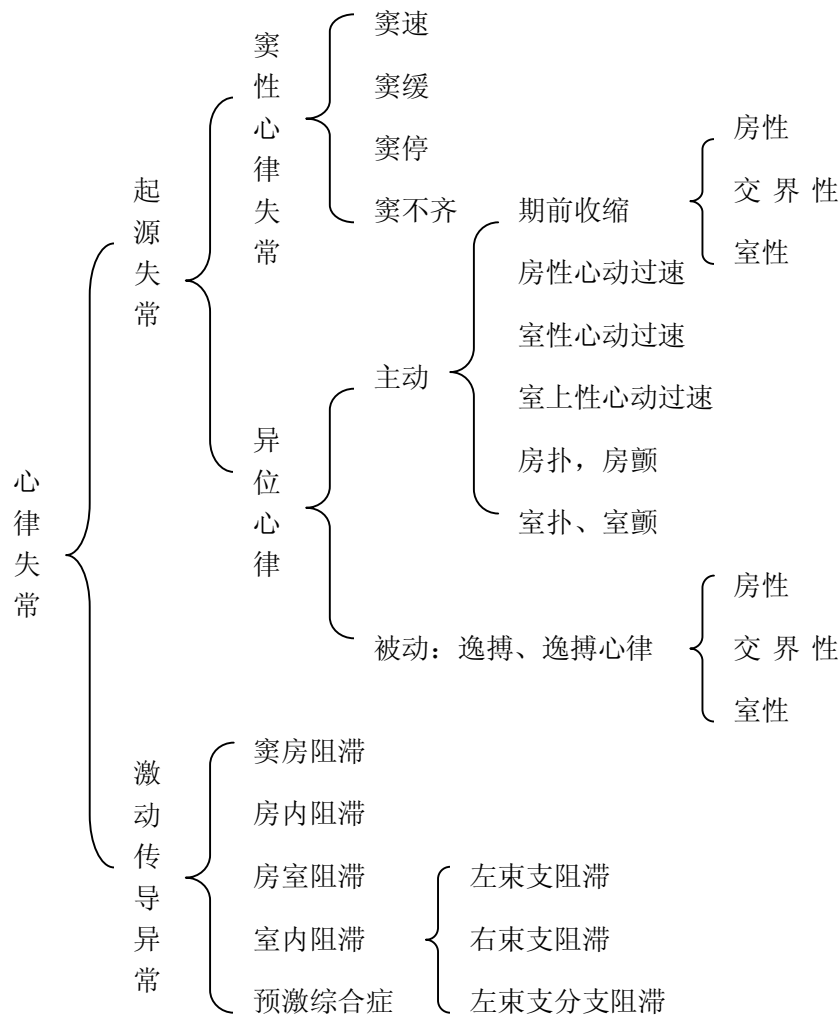 心律失常
起源失常
窦性心律失常
窦速
窦缓
窦停
窦不齐
异位心律
主动
期前收缩
房性
交界性
室性
房性心动过速
室性心动过速
室上性心动过速
房扑，房颤
室扑、室颤
被动：逸搏、逸搏心律
房性
交界性
室性
激动传导异常
窦房阻滞
房内阻滞
房室阻滞
室内阻滞
左束支阻滞
右束支阻滞
左束支分支阻滞
预激综合症